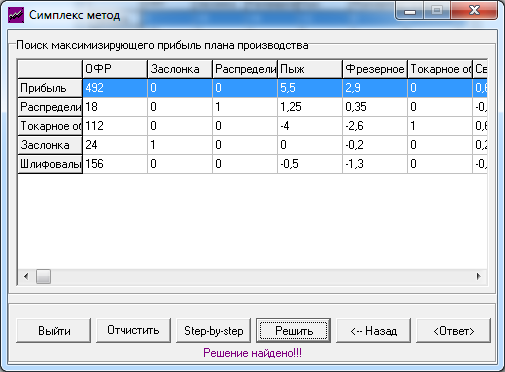 Симплекс метод
Поиск максимизирующего прибыль плана производства
ОФР Заслонка Распредели Пыж Фрезерное Токарное об Св
Прибыль 492 0 0 5,5 2,9 0 0,6
Распредели 18 0 1 1,25 0,35 0 -0,
Токарное об 112 0 0 -4 -2,6 1 0,6
Заслонка 24 1 0 0 -0,2 0 0,2
Шлифоваль 156 0 0 -0,5 -1,3 0 -0,
Выйти Отчистить Step-by-step Решить <-- Назад <Ответ>
Решение найдено!!!